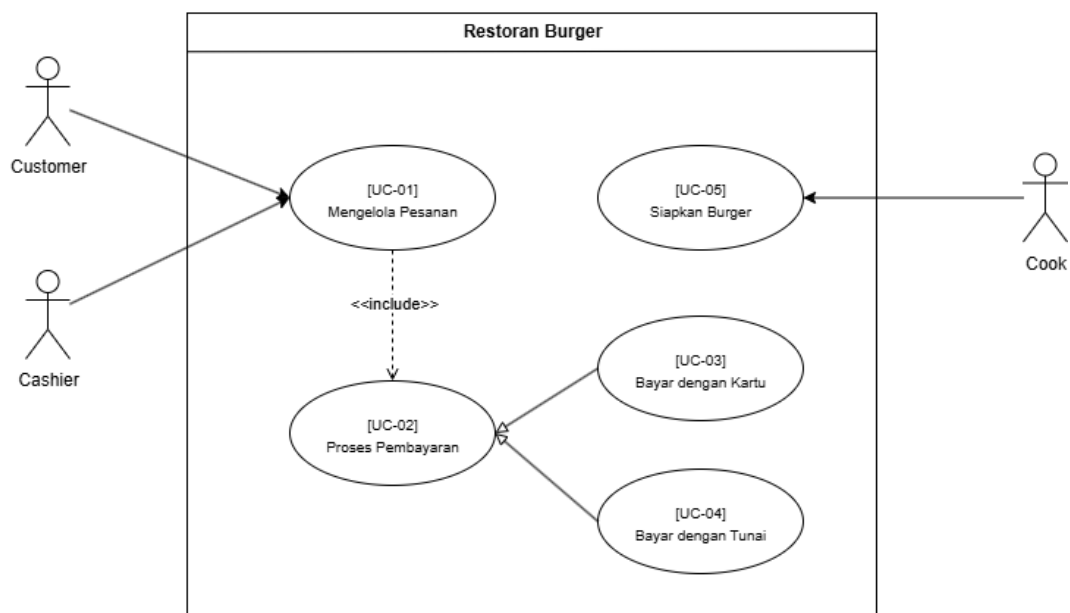 Restoran Burger
Customer
[UC-01]
Mengelola Pesanan
[UC-05]
Siapkan Burger
Cook
Cashier
<<include>>
[UC-02]
Proses Pembayaran
[UC-03]
Bayar dengan Kartu
[UC-04]
Bayar dengan Tunai